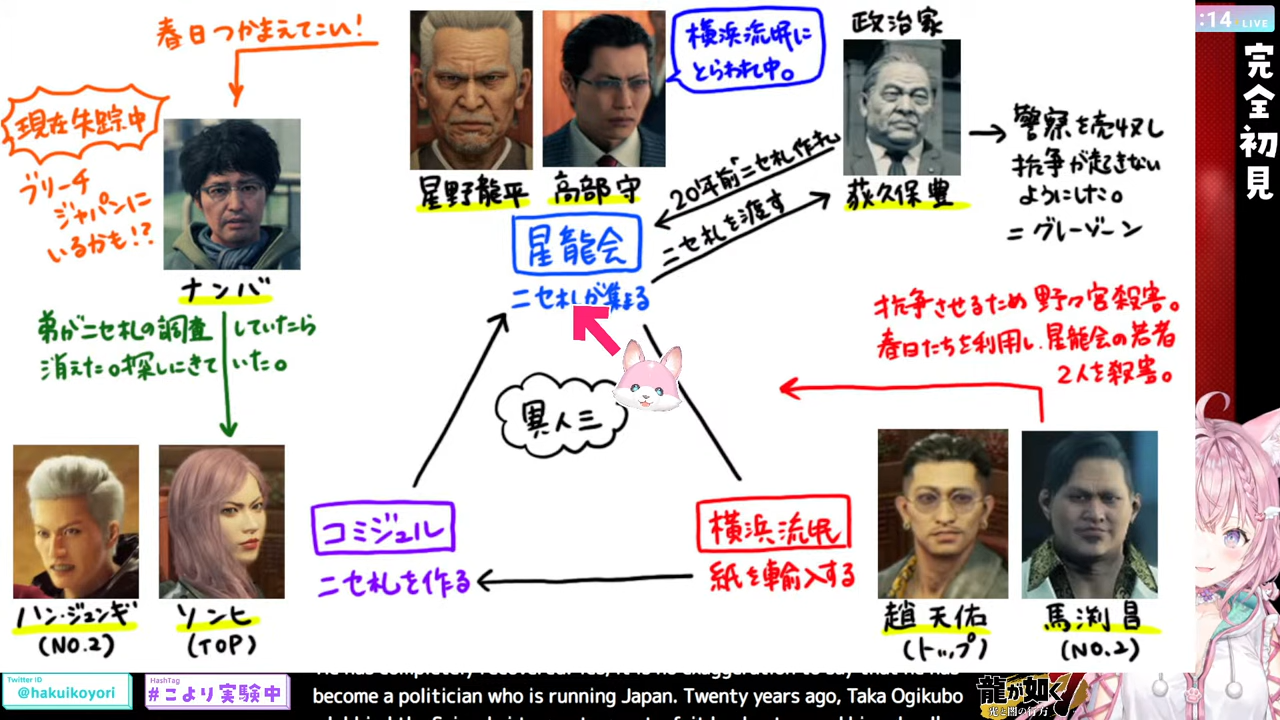 春日つかまえてこい!
現在失踪中
ブリーチ
ジャパンに
いるかも!?
ナンバ
弟がニセ札の調査していたら
消えた。探しにきていた。
星野龍平
高部守
横浜流氓に
とらわれ中。
政治家
荻久保豊
20年前ニセ札作れ
ニセ札を渡す
警察を売収し
抗争が起きない
ようにした。
=グレーゾーン
星龍会
ニセ札が集まる
抗争させるため野々宮殺害。
春日たちを利用し、星龍会の若者
2人を殺害。
異人三
コミジュル
ニセ札を作る
横浜流氓
紙を輸入する
ハン・ジュンギ
(NO.2)
ソンヒ
(TOP)
趙天佑
(トップ)
馬渕昌
(NO.2)
:14 LIVE
完全初見
Twitter ID
@hakuikoyori
HashTag
#こより実験中
become a politician who is running Japan. Twenty years ago, Taka Ogikubo
龍が如く7
光と闇の行方